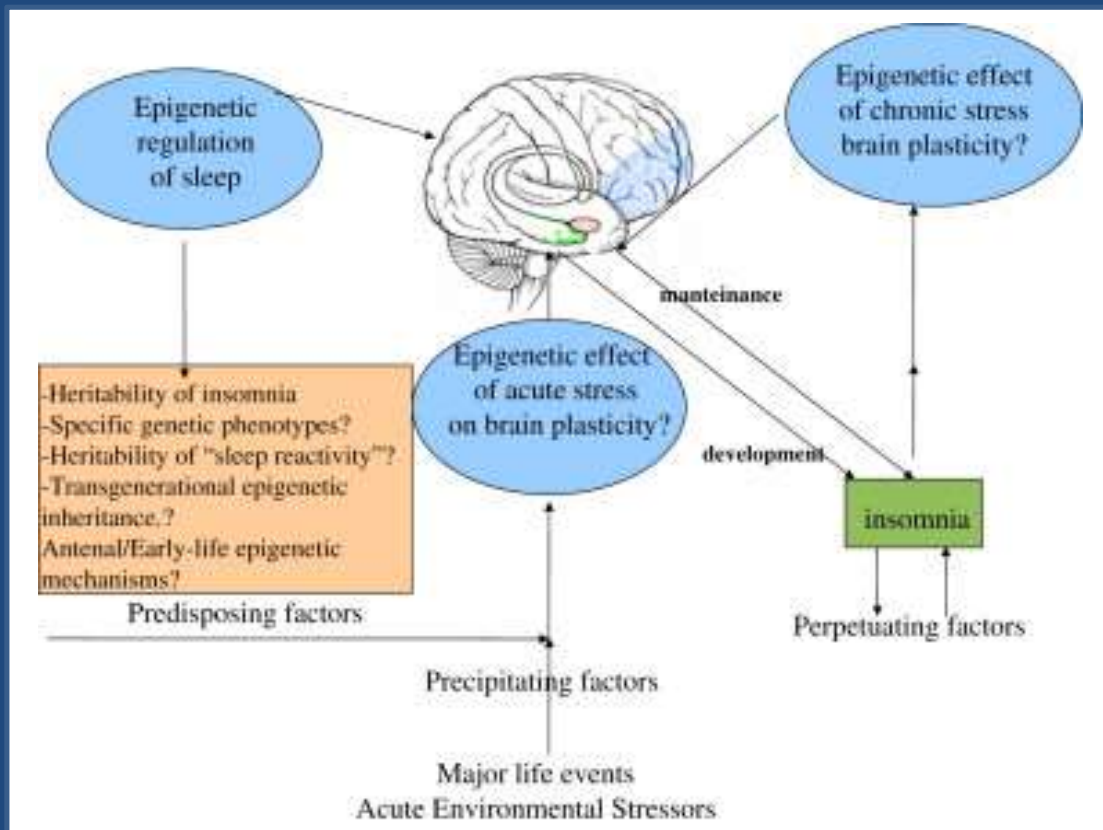 Epigenetic
regulation
of sleep
Epigenetic effect
of chronic stress
brain plasticity?
manteinance
Epigenetic effect
of acute stress
on brain plasticity?
-Heritability of insomnia
-Specific genetic phenotypes?
-Heritability of “sleep reactivity”?
-Transgenerational epigenetic
inheritance.?
Antenal/Early-life epigenetic
mechanisms?
development
insomnia
Predisposing factors
Perpetuating factors
Precipitating factors
Major life events
Acute Environmental Stressors